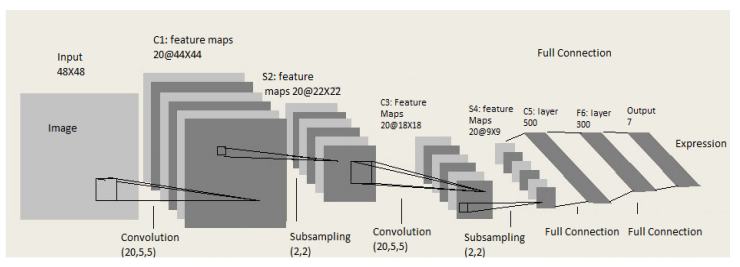 Input
48X48
C1: feature maps
20@44X44
S2: feature
maps 20@22X22
C3: Feature
Maps
20@18X18
Full Connection
S4: feature
Maps
20@9X9
C5: layer
500
F6: layer
300
Output
7
Image
Expression
Convolution
(20,5,5)
Subsampling
(2,2)
Convolution
(20,5,5)
Subsampling
(2,2)
Full Connection
Full Connection